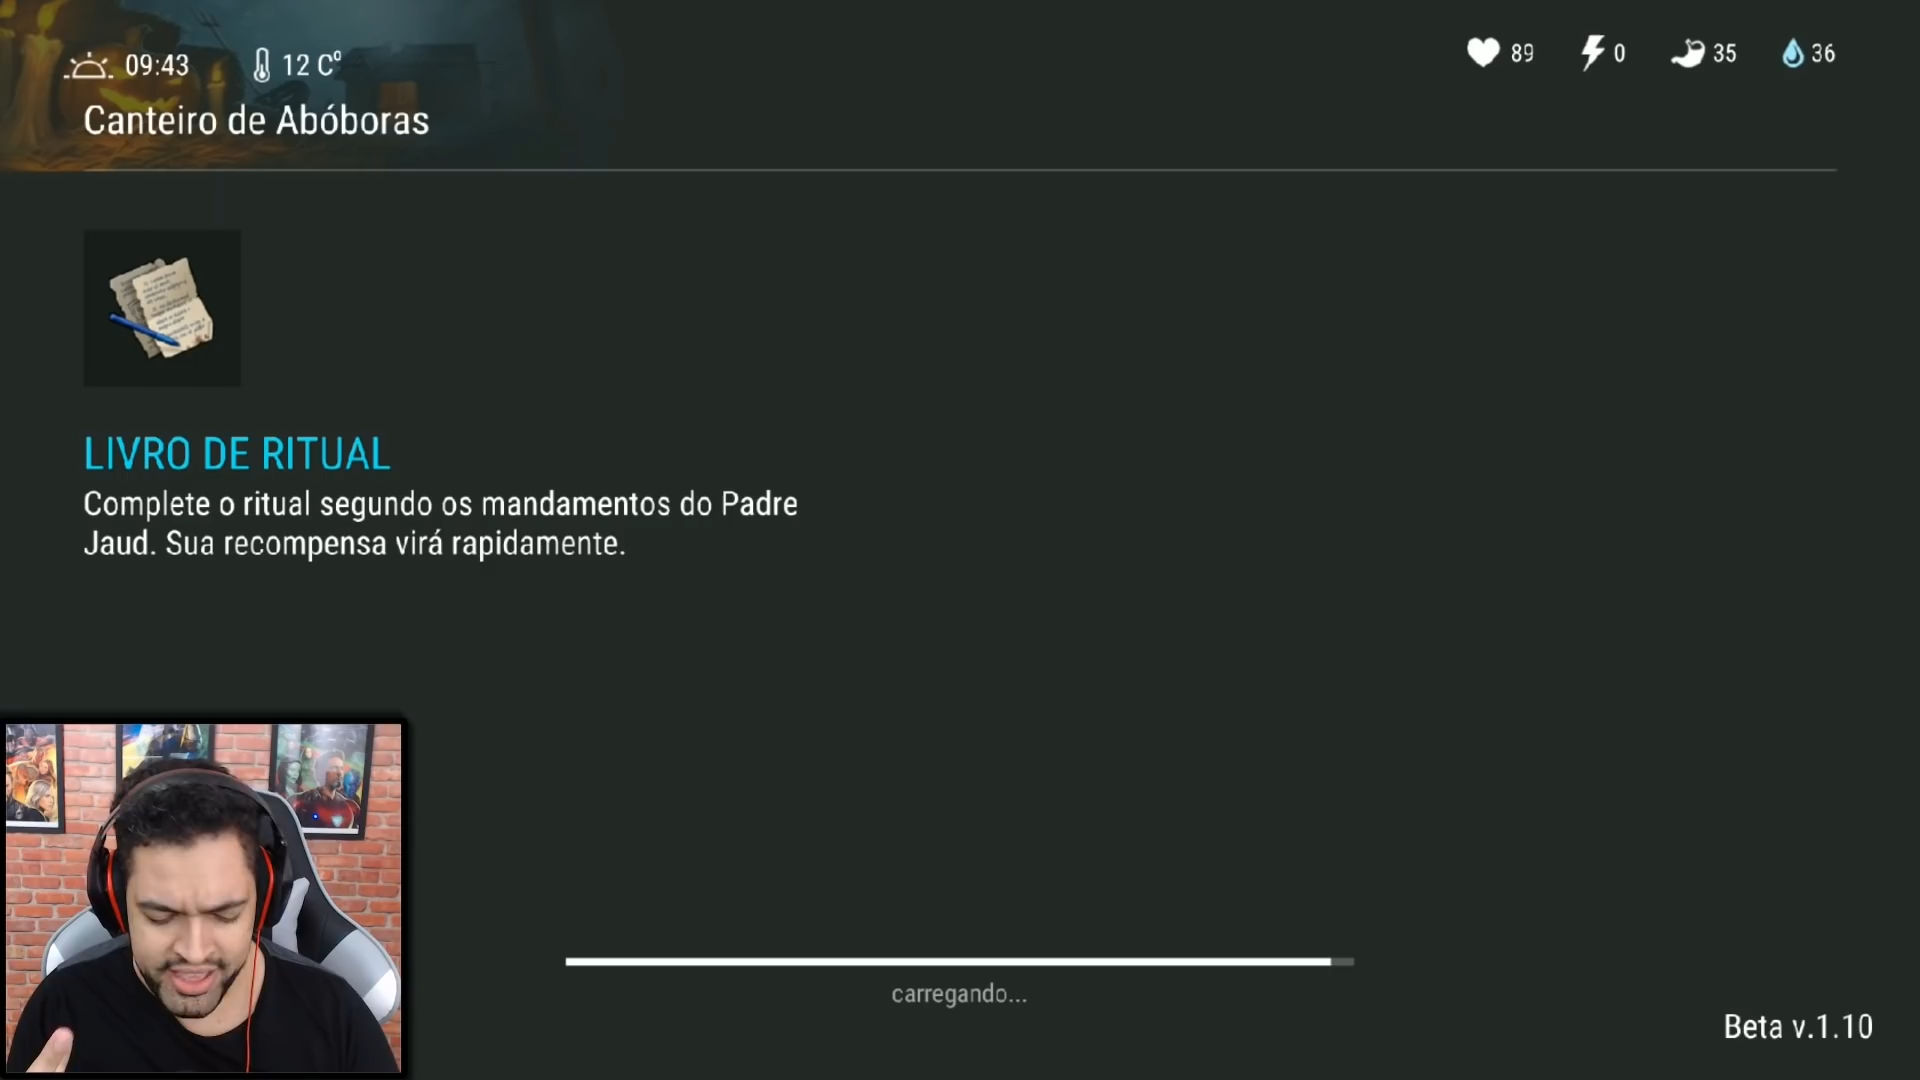 09:43 12 Cº
Canteiro de Abóboras
89 0 35 36
LIVRO DE RITUAL
Complete o ritual segundo os mandamentos do Padre
Jaud. Sua recompensa virá rapidamente.
carregando...
Beta v.1.10